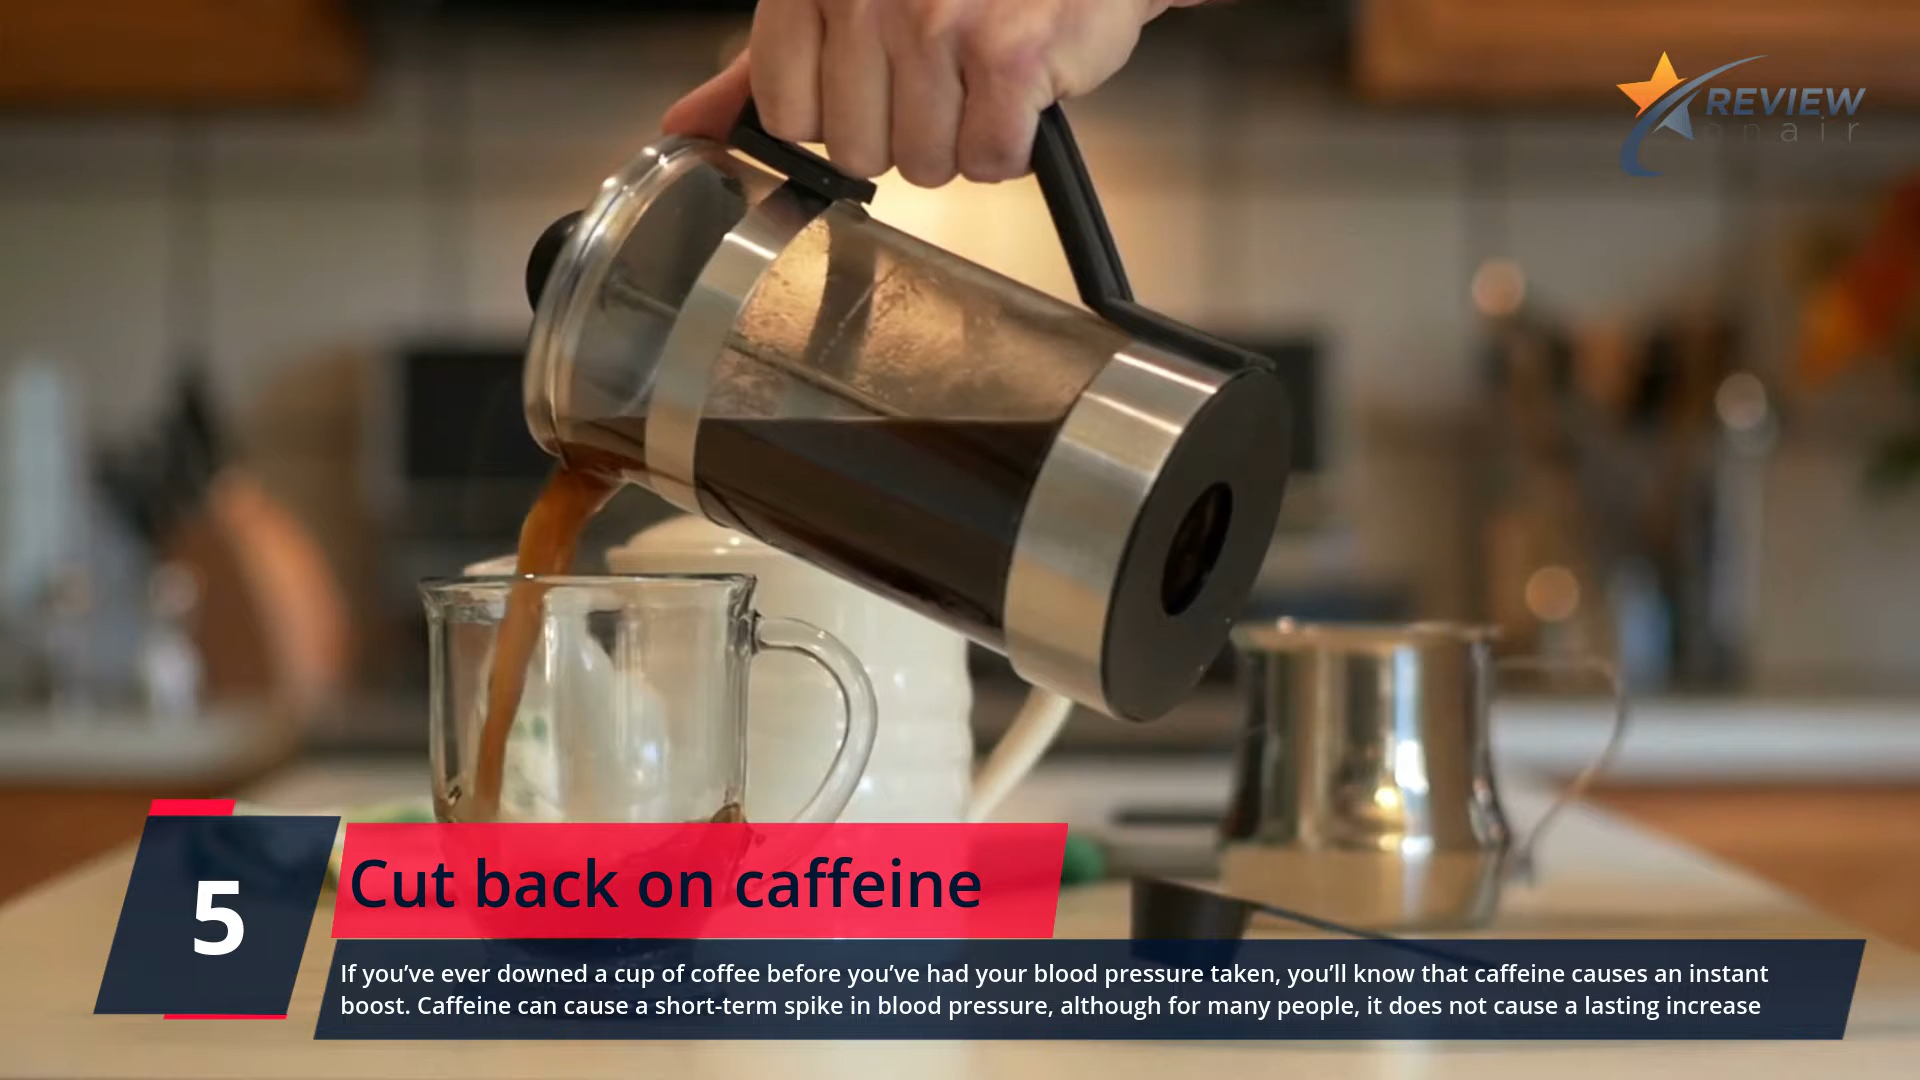 REVIEW
onair
5
Cut back on caffeine
If you’ve ever downed a cup of coffee before you’ve had your blood pressure taken, you’ll know that caffeine causes an instant
boost. Caffeine can cause a short-term spike in blood pressure, although for many people, it does not cause a lasting increase